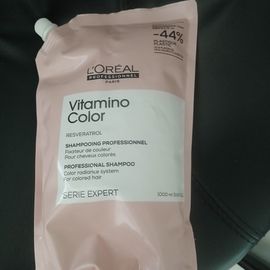 -44%
L'ORÉAL
PROFESSIONNEL
PARIS
Vitamino
Color
RESVERATROL
SHAMPOOING PROFESSIONNEL
Fixateur de couleur
Pour cheveux colorés
PROFESSIONAL SHAMPOO
Color radiance system
For colored hair
SERIE EXPERT